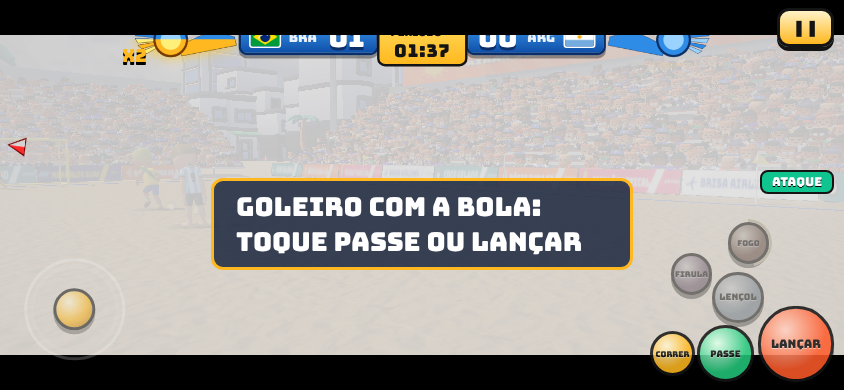 BRA 01
00 ARG
01:37
X2
ATAQUE
GOLEIRO COM A BOLA:
TOQUE PASSE OU LANÇAR
FOGO
FIRULA
LENÇOL
CORRER
PASSE
LANÇAR